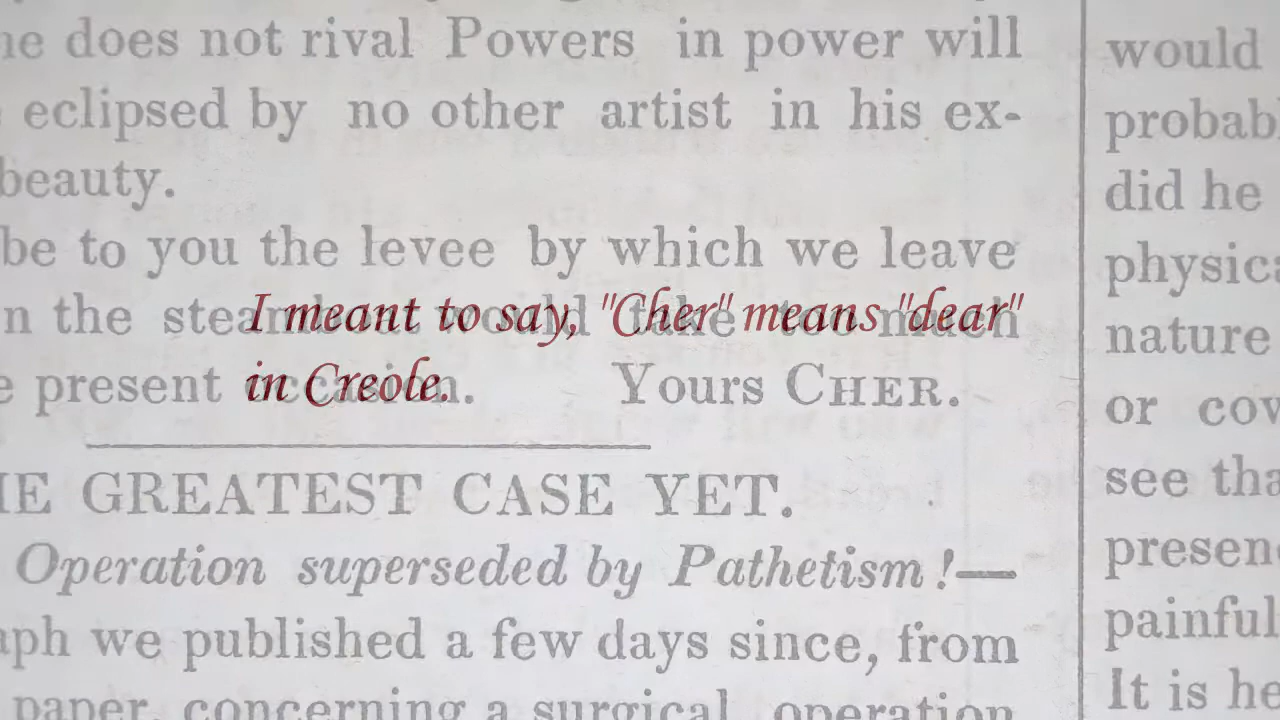 he does not rival Powers in power will
eclipsed by no other artist in his ex-
beauty.
be to you the levee by which we leave
n the
I meant to say, "Cher" means "dear"
e present
in Creole.
Yours CHER.
HE GREATEST CASE YET.
Operation superseded by Pathetism!—
aph we published a few days since, from
paper, concerning a surgical operation
would
probab
did he
physic
nature
or cov
see tha
presen
painful
It is he